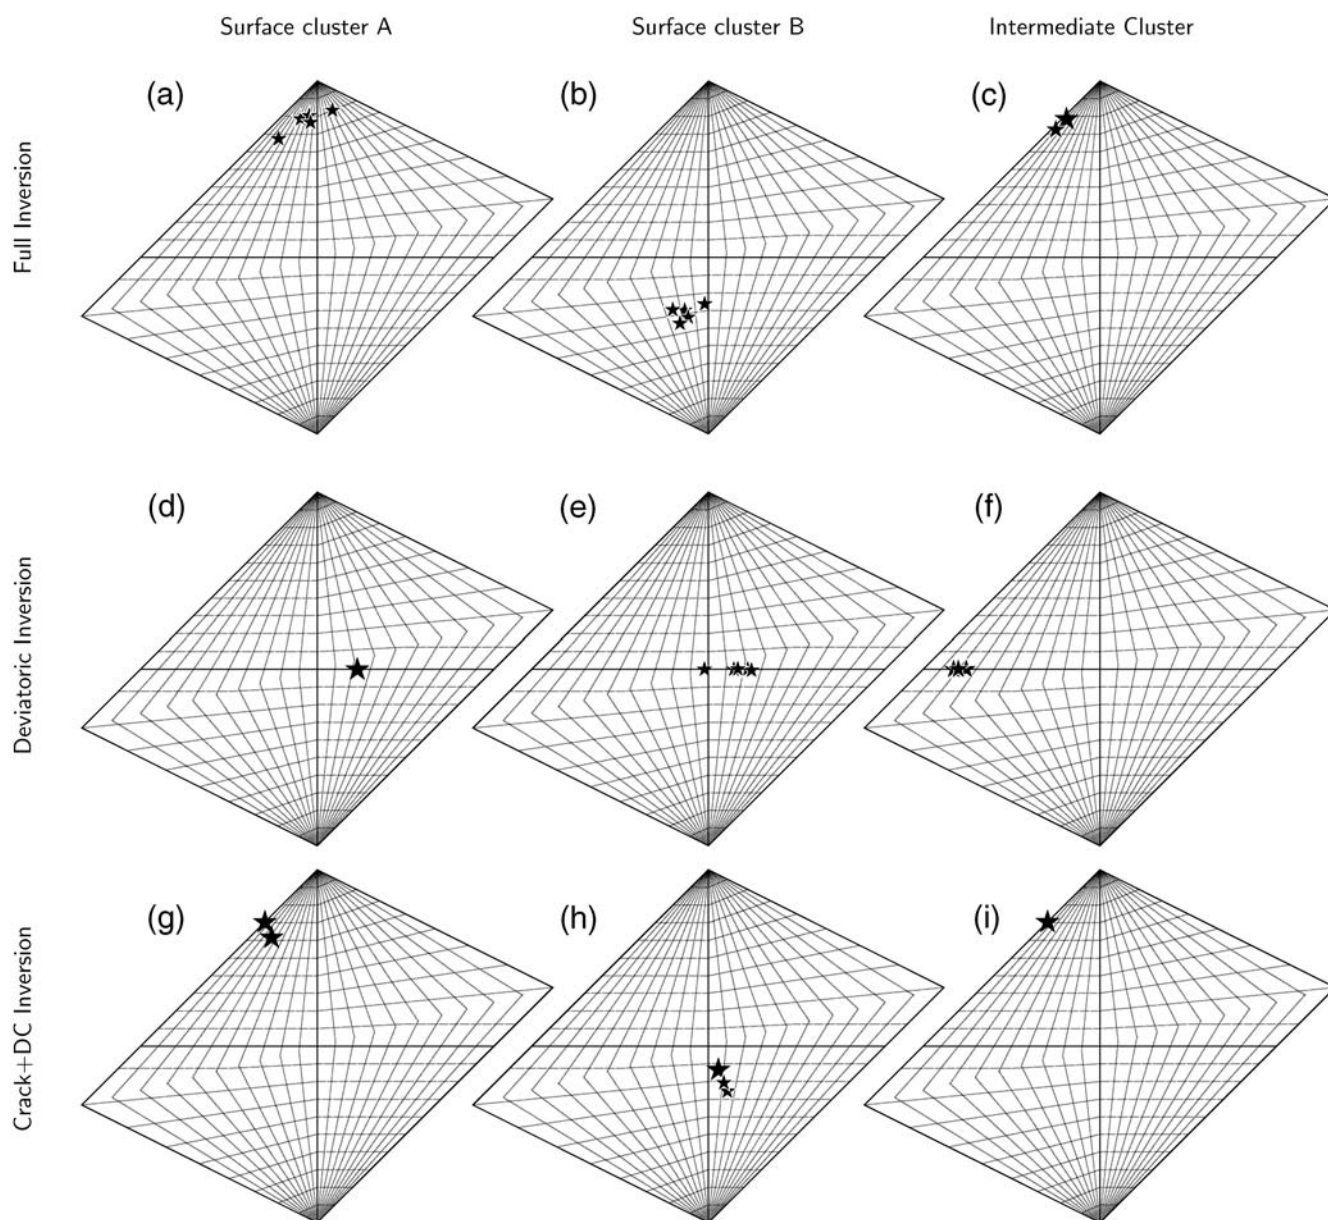 Surface cluster A
Surface cluster B
Intermediate Cluster
Full Inversion
(a)
(b)
(c)
Deviatoric Inversion
(d)
(e)
(f)
Crack+DC Inversion
(g)
(h)
(i)